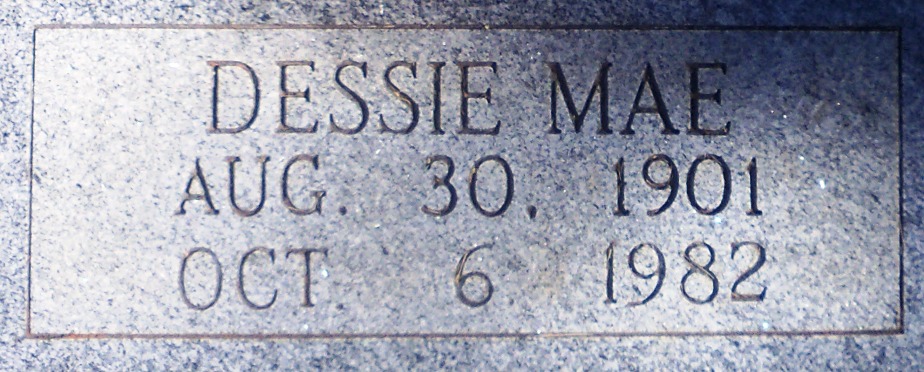 DESSIE MAE
AUG. 30, 1901
OCT. 6 1982